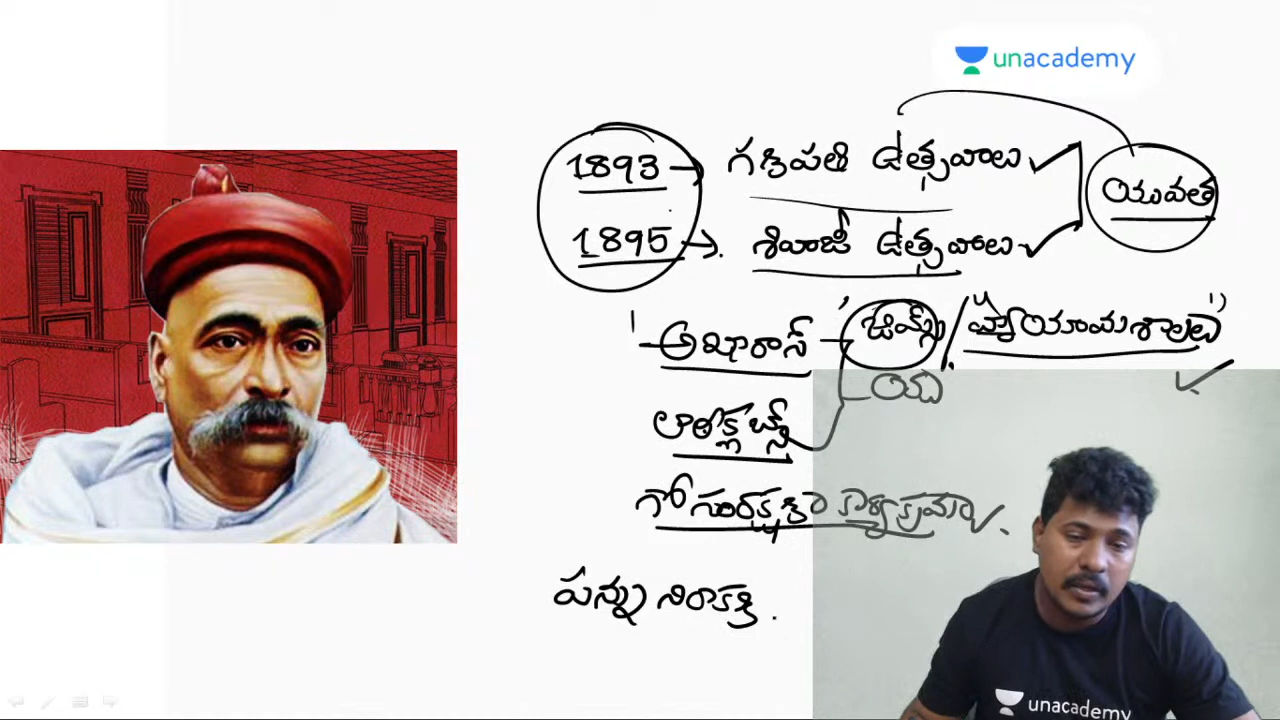 unacademy
1893 → గణపతి ఉత్సవాలు
యువత
1895 → శివాజీ ఉత్సవాలు
అఖారాస్ - జిమ్స్ / వ్యాయామశాలలు
యు
లాఠీక్లబ్స్
గో సంరక్షణా కార్యక్రమాలు.
పన్ను నిరాకరణ.
unacademy